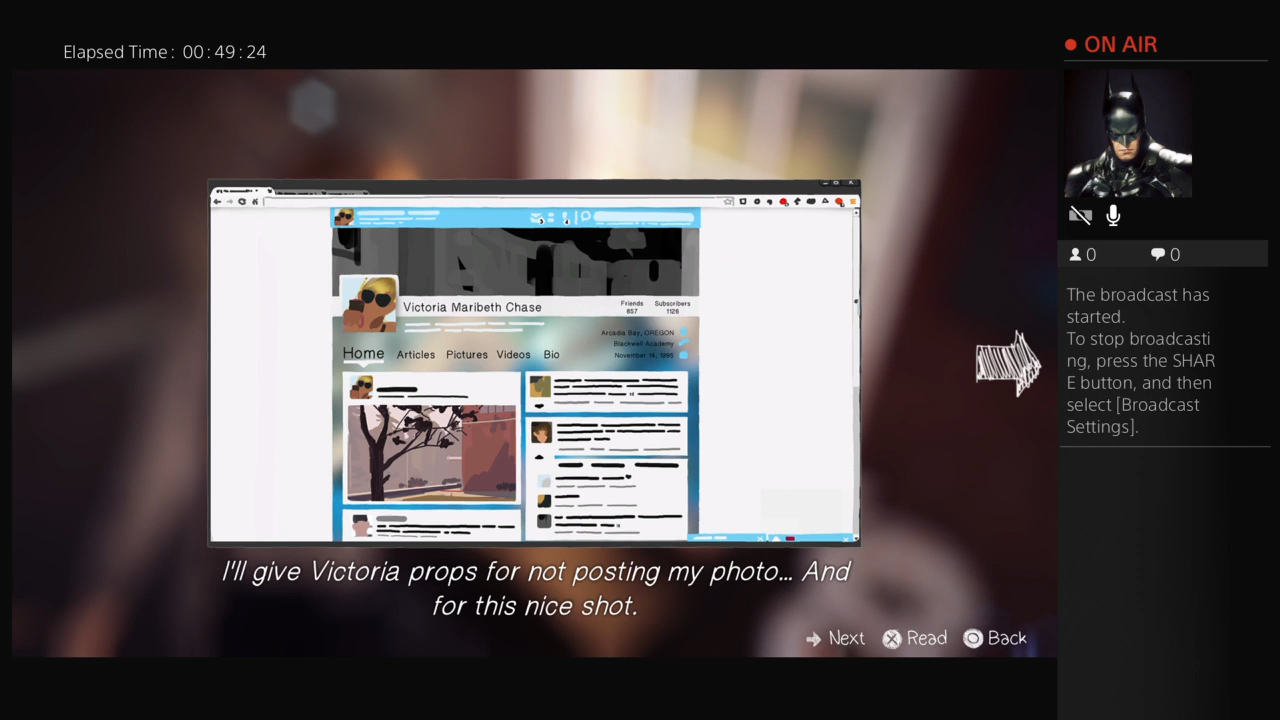 Elapsed Time: 00:49:24
ON AIR
Victoria Maribeth Chase
Friends
857
Subscribers
1126
Arcadia Bay, OREGON
Blackwell Academy
November 14, 1995
Home Articles Pictures Videos Bio
I'll give Victoria props for not posting my photo... And
for this nice shot.
Next Read Back
0 0
The broadcast has
started.
To stop broadcasti
ng, press the SHAR
E button, and then
select [Broadcast
Settings].